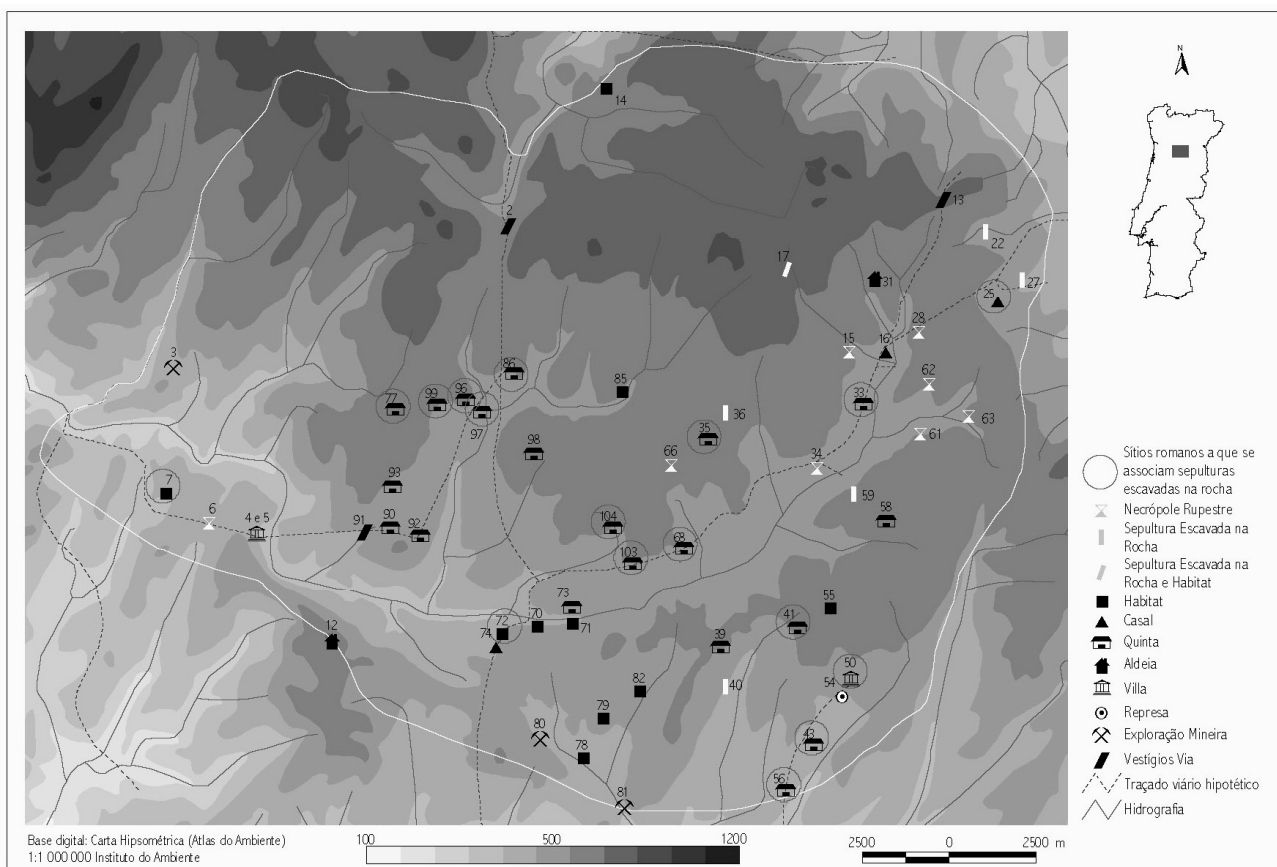 N
14
2
13
22
17
31
27
25
28
15
16
3
86
62
77
99
96
85
33
97
36
63
35
61
98
66
34
7
93
59
6
4 e 5
91
90
92
104
58
68
103
73
55
12
72
70
71
41
74
39
50
82
40
54
79
80
43
78
56
81
Sítios romanos a que se
associam sepulturas
escavadas na rocha
Necrópole Rupestre
Sepultura Escavada na
Rocha
Sepultura Escavada na
Rocha e Habitat
Habitat
Casal
Quinta
Aldeia
Villa
Represa
Exploração Mineira
Vestígios Via
Traçado viário hipotético
Hidrografia
Base digital: Carta Hipsométrica (Atlas do Ambiente)
1:1 000 000 Instituto do Ambiente
100 500 1200
2500 0 2500 m